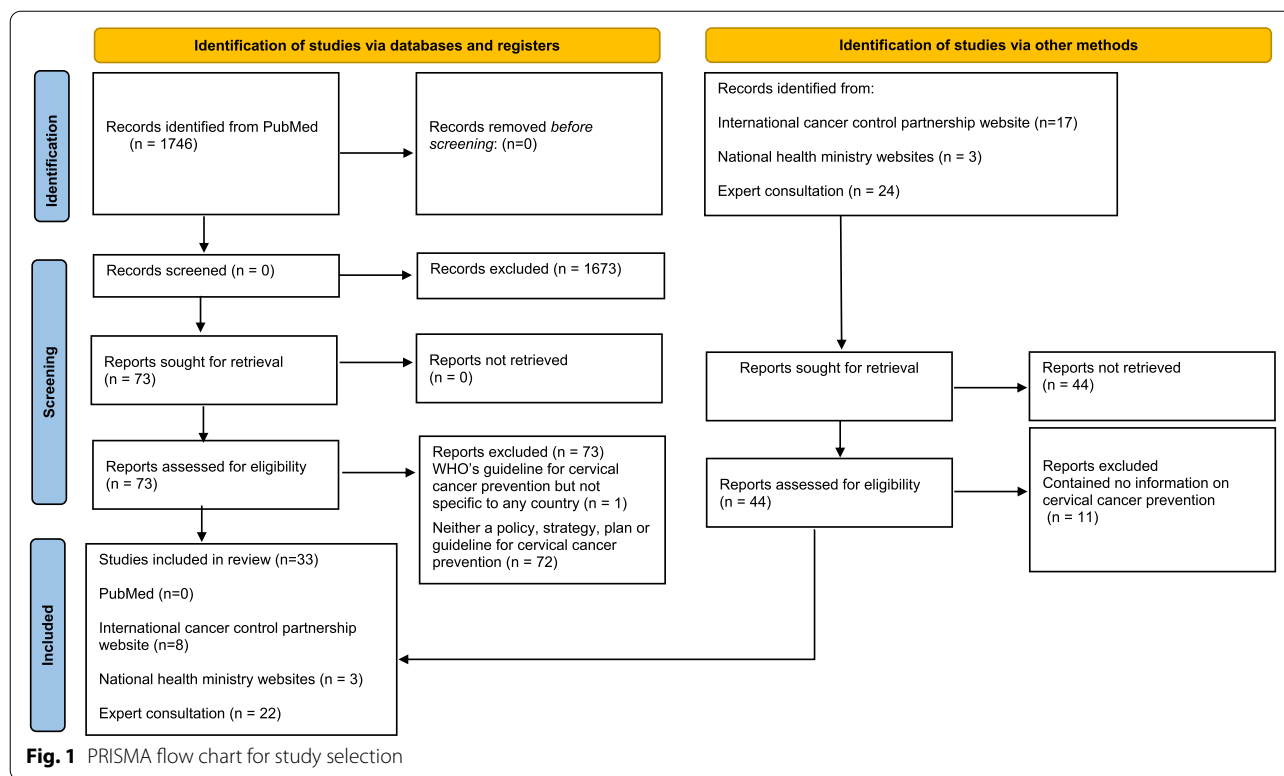 Identification of studies via databases and registers
Identification of studies via other methods
Identification
Records identified from PubMed
(n = 1746)
Records removed before
screening: (n=0)
Records identified from:
International cancer control partnership website (n=17)
National health ministry websites (n = 3)
Expert consultation (n = 24)
Screening
Records screened (n = 0)
Records excluded (n = 1673)
Reports sought for retrieval
(n = 73)
Reports not retrieved
(n = 0)
Reports sought for retrieval
Reports not retrieved
(n = 44)
Reports assessed for eligibility
(n = 73)
Reports excluded (n = 73)
WHO's guideline for cervical
cancer prevention but not
specific to any country (n = 1)
Neither a policy, strategy, plan or
guideline for cervical cancer
prevention (n = 72)
Reports assessed for eligibility
(n = 44)
Reports excluded
Contained no information on
cervical cancer prevention
(n = 11)
Included
Studies included in review (n=33)
PubMed (n=0)
International cancer control partnership
website (n=8)
National health ministry websites (n = 3)
Expert consultation (n = 22)
Fig. 1 PRISMA flow chart for study selection